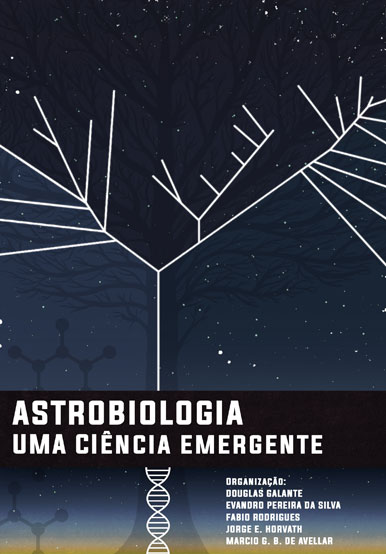 ASTROBIOLOGIA
UMA CIÊNCIA EMERGENTE
ORGANIZAÇÃO:
DOUGLAS GALANTE
EVANDRO PEREIRA DA SILVA
FABIO RODRIGUES
JORGE E. HORVATH
MARCIO G. B. DE AVELLAR